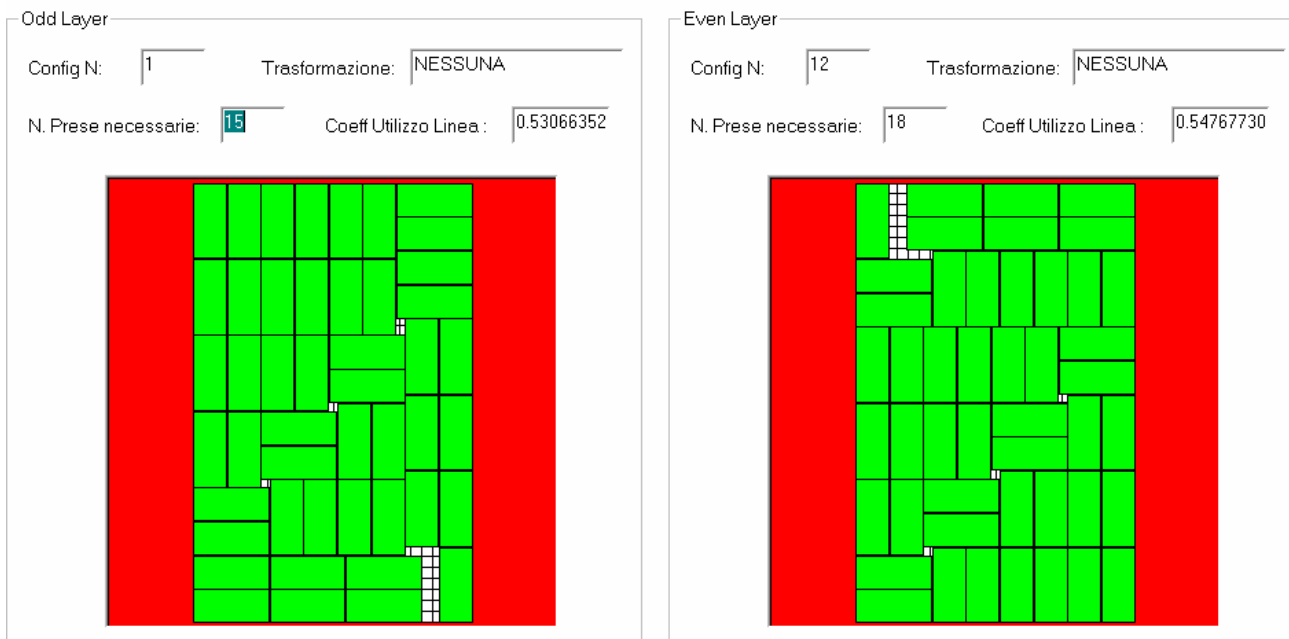 Odd Layer
Config N: 1 Trasformazione: NESSUNA
N. Prese necessarie: 15 Coeff Utilizzo Linea : 0.53066352
Even Layer
Config N: 12 Trasformazione: NESSUNA
N. Prese necessarie: 18 Coeff Utilizzo Linea : 0.54767730